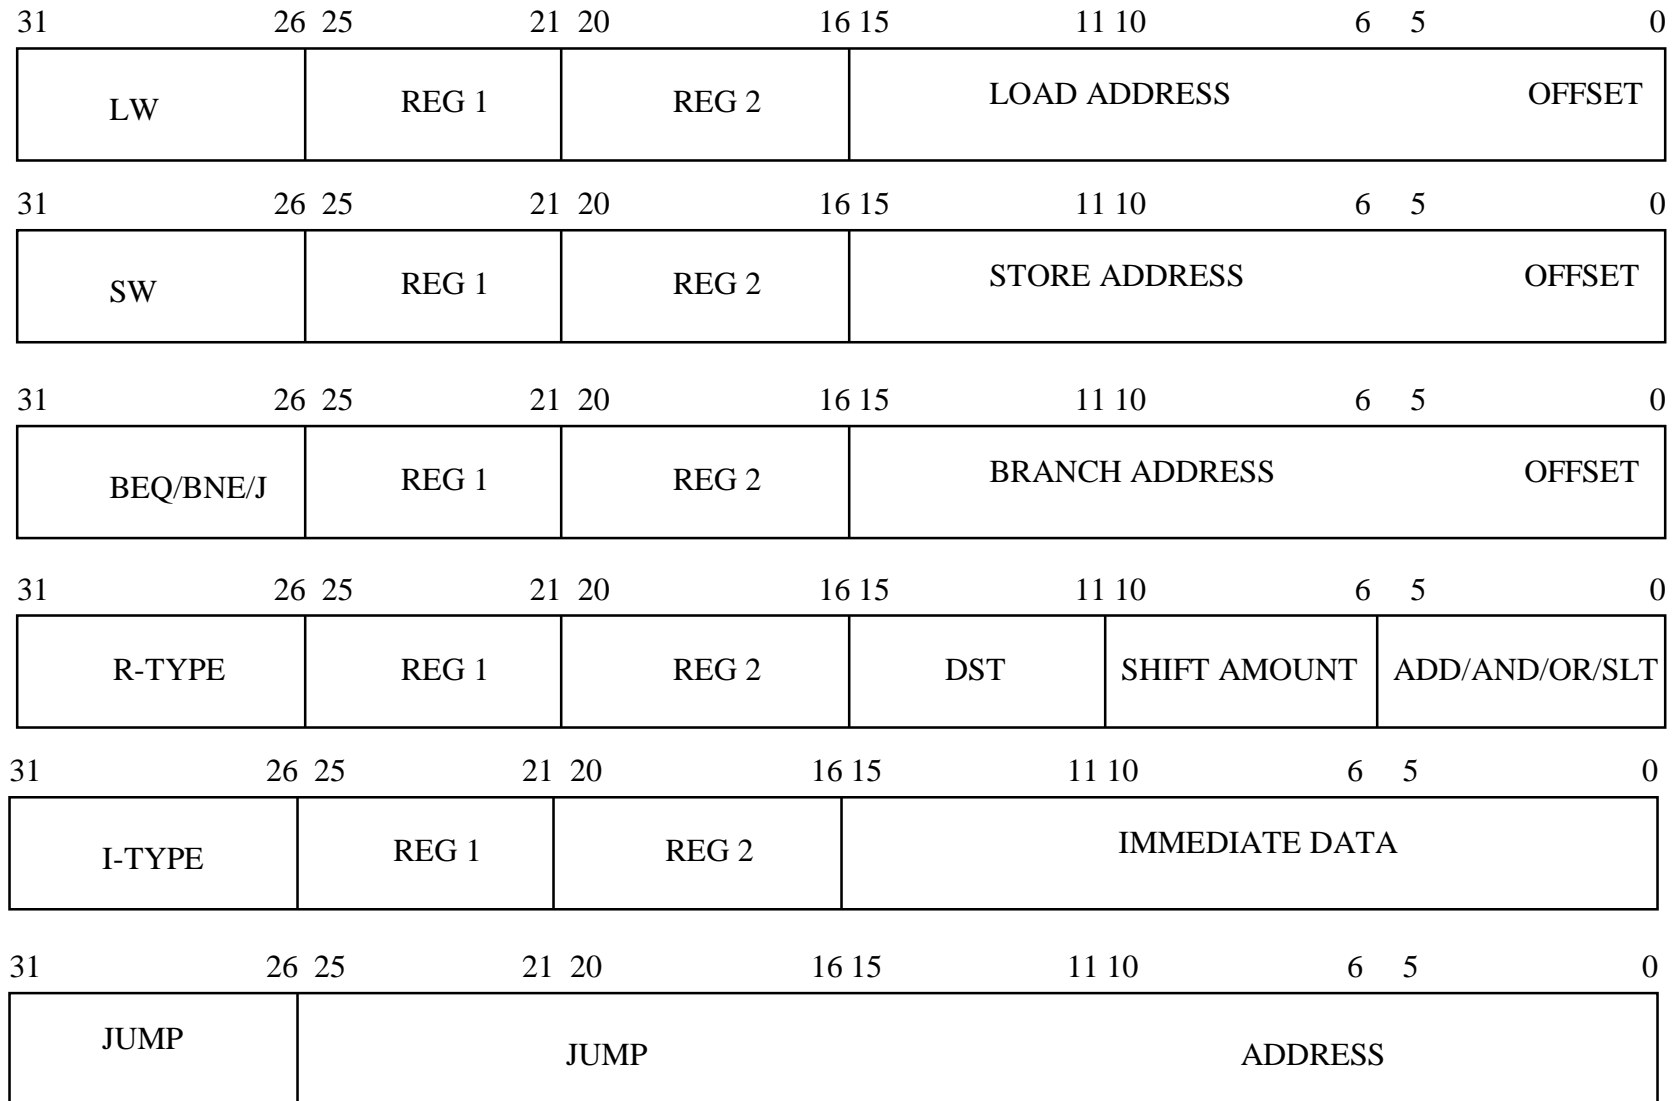 31 26 25 21 20 16 15 11 10 6 5 0
LW REG 1 REG 2 LOAD ADDRESS OFFSET
31 26 25 21 20 16 15 11 10 6 5 0
SW REG 1 REG 2 STORE ADDRESS OFFSET
31 26 25 21 20 16 15 11 10 6 5 0
BEQ/BNE/J REG 1 REG 2 BRANCH ADDRESS OFFSET
31 26 25 21 20 16 15 11 10 6 5 0
R-TYPE REG 1 REG 2 DST SHIFT AMOUNT ADD/AND/OR/SLT
31 26 25 21 20 16 15 11 10 6 5 0
I-TYPE REG 1 REG 2 IMMEDIATE DATA
31 26 25 21 20 16 15 11 10 6 5 0
JUMP JUMP ADDRESS